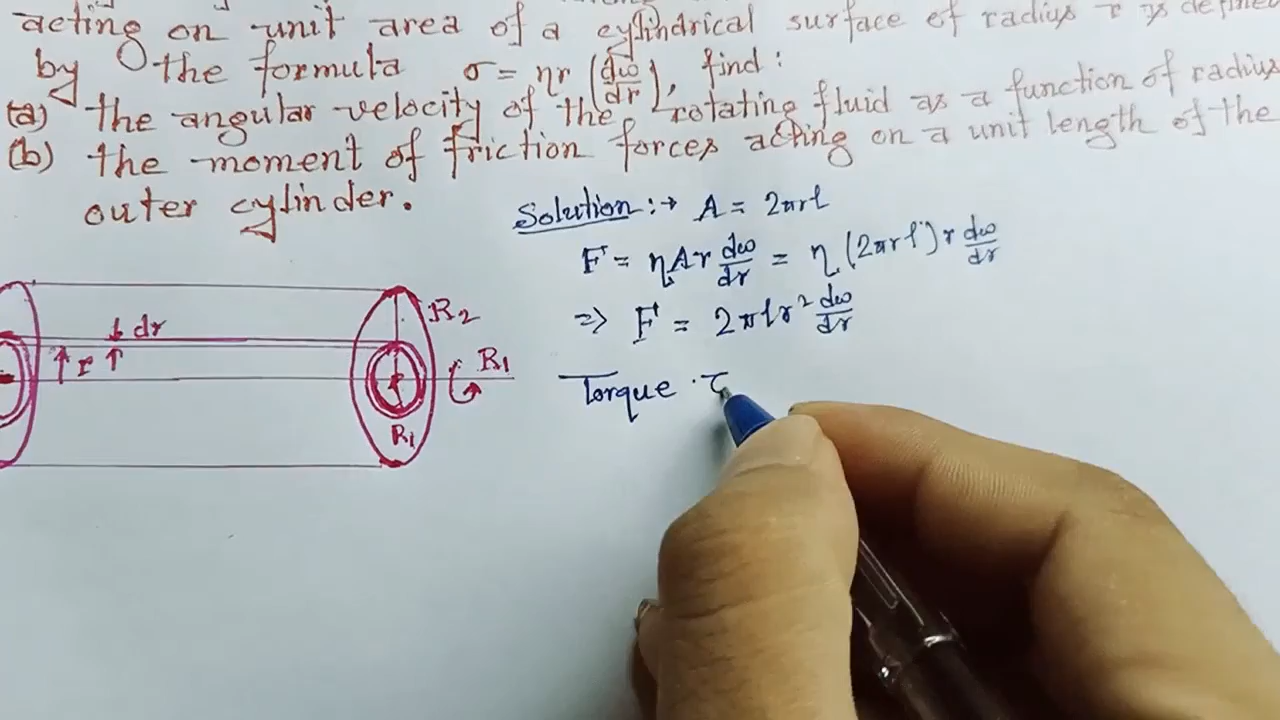 acting on unit area of a cylindrical surface of radius r is defined
by the formula σ = ηr (dω/dr), find :
(a) the angular velocity of the rotating fluid as a function of radius
(b) the moment of friction forces acting on a unit length of the
outer cylinder.
Solution :→ A = 2πrl
F = ηAr dω/dr = η (2πrl) r dω/dr
⇒ F = 2πlr² dω/dr
Torque τ
dr
r
R2
R1
R1